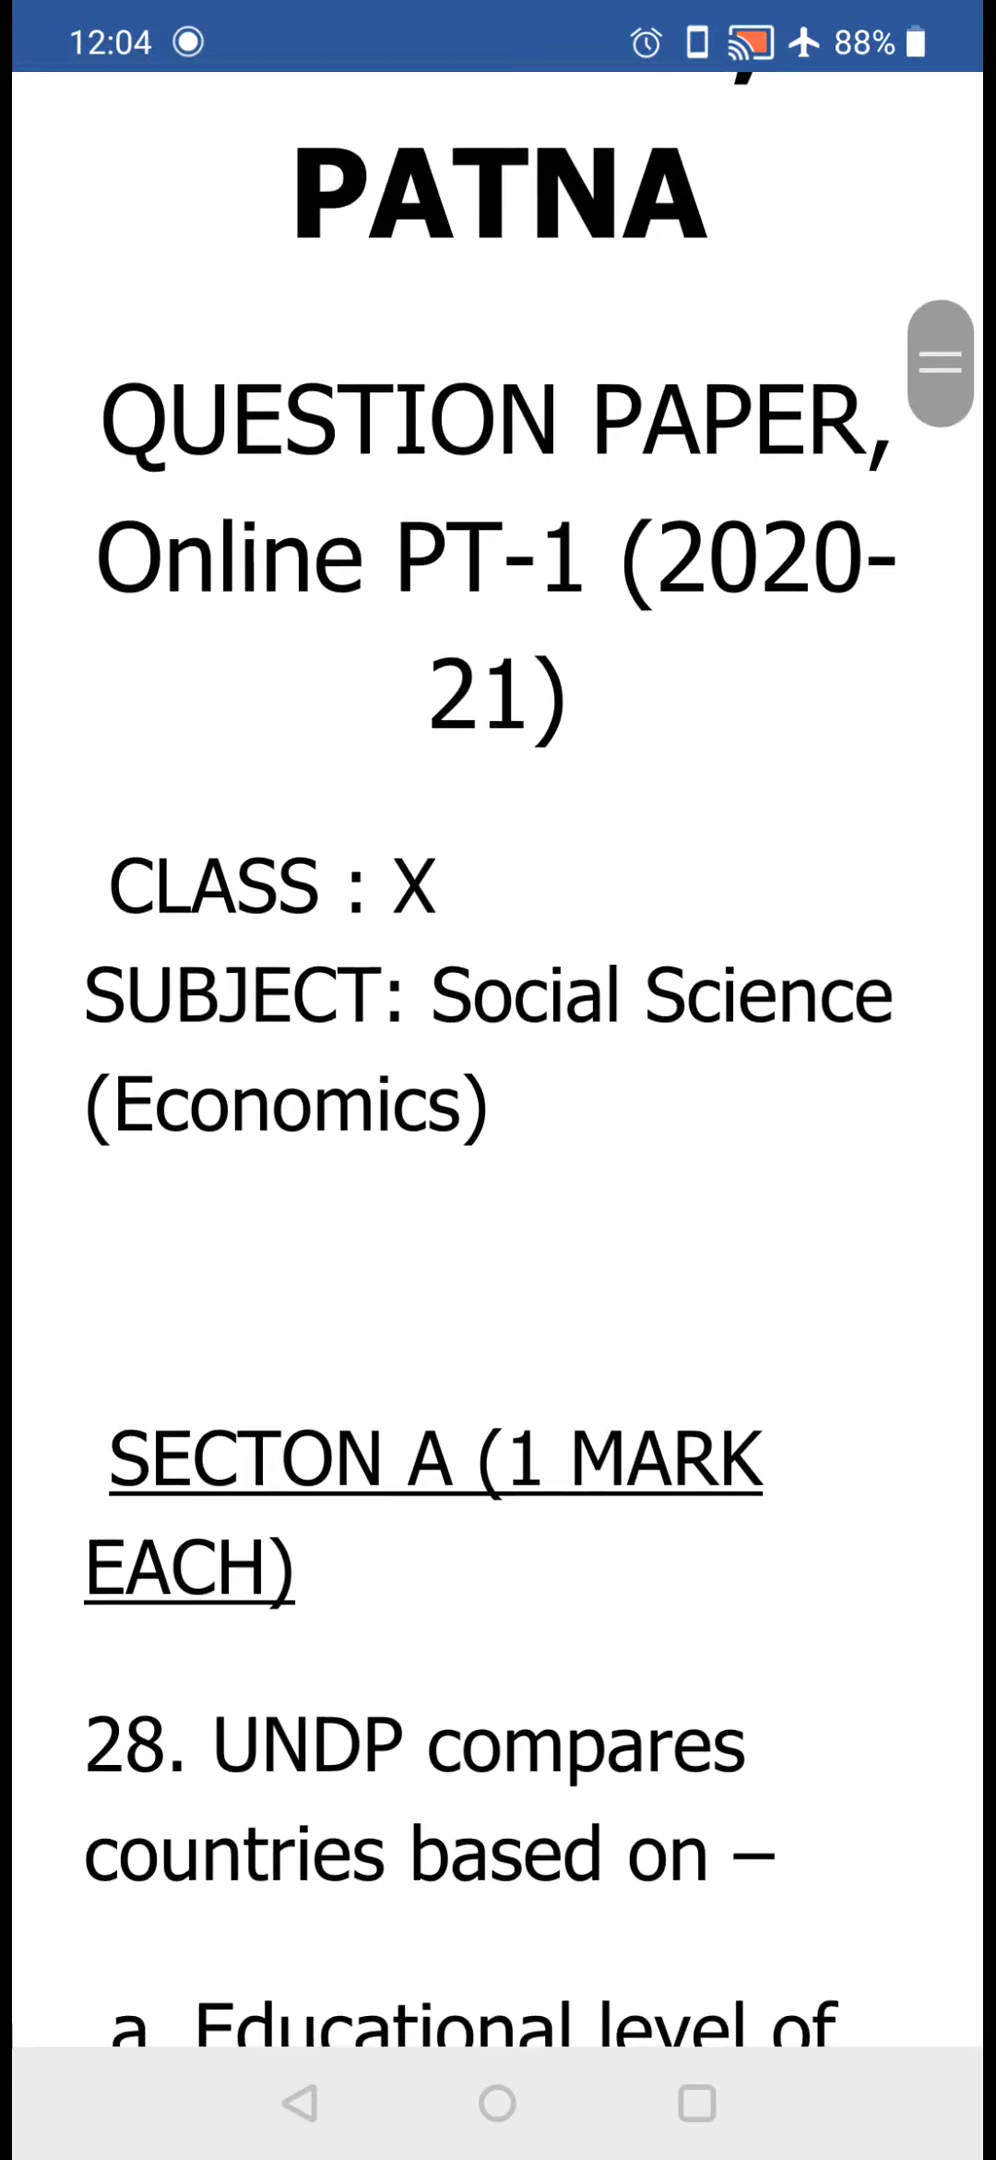 12:04 88%
PATNA
QUESTION PAPER,
Online PT-1 (2020-
21)
CLASS : X
SUBJECT: Social Science
(Economics)
SECTON A (1 MARK
EACH)
28. UNDP compares
countries based on –
a Educational level of